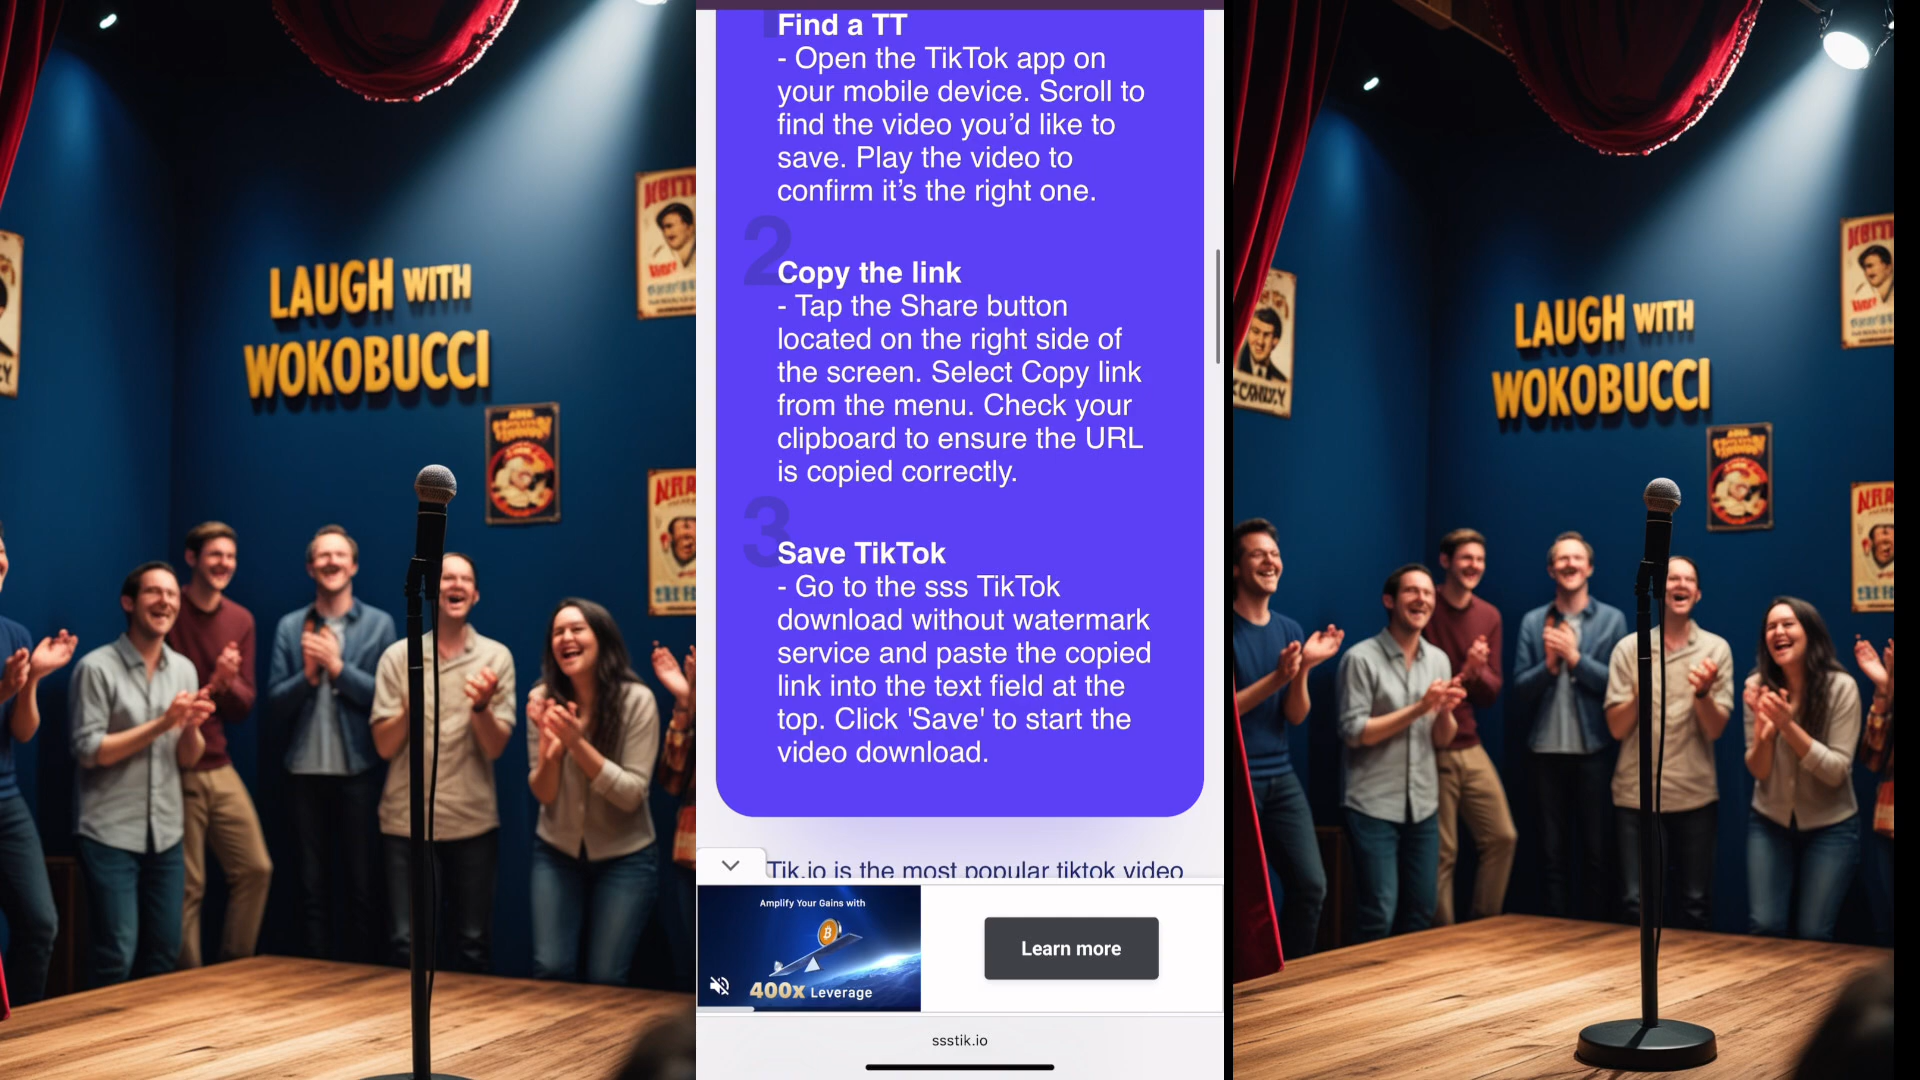 LAUGH WITH
WOKOBUCCI
Find a TT
- Open the TikTok app on
your mobile device. Scroll to
find the video you’d like to
save. Play the video to
confirm it’s the right one.
2
Copy the link
- Tap the Share button
located on the right side of
the screen. Select Copy link
from the menu. Check your
clipboard to ensure the URL
is copied correctly.
3
Save TikTok
- Go to the sss TikTok
download without watermark
service and paste the copied
link into the text field at the
top. Click 'Save' to start the
video download.
Tik.io is the most popular tiktok video
Amplify Your Gains with
400x Leverage
Learn more
ssstik.io
LAUGH WITH
WOKOBUCCI